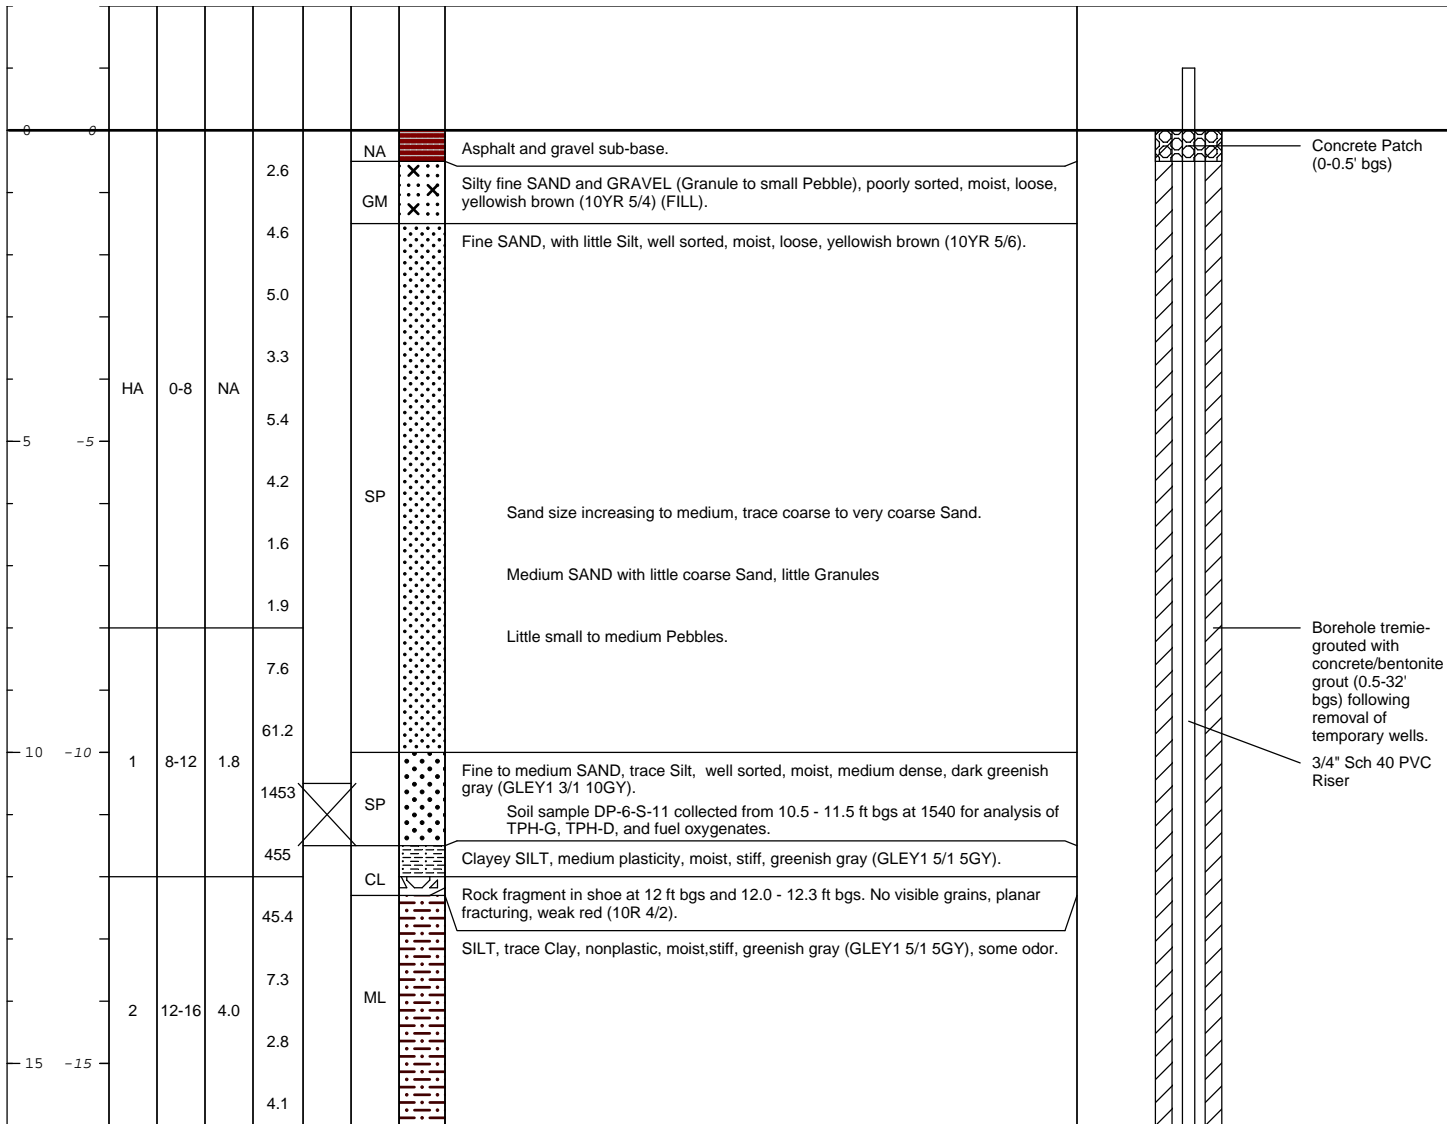 0 0
NA
Asphalt and gravel sub-base.
Concrete Patch
(0-0.5' bgs)
2.6
GM
Silty fine SAND and GRAVEL (Granule to small Pebble), poorly sorted, moist, loose,
yellowish brown (10YR 5/4) (FILL).
4.6
Fine SAND, with little Silt, well sorted, moist, loose, yellowish brown (10YR 5/6).
5.0
3.3
HA 0-8 NA
5.4
5 -5
4.2
SP
Sand size increasing to medium, trace coarse to very coarse Sand.
1.6
Medium SAND with little coarse Sand, little Granules
1.9
Little small to medium Pebbles.
Borehole tremie-
grouted with
concrete/bentonite
grout (0.5-32'
bgs) following
removal of
temporary wells.
7.6
61.2
10 -10
1 8-12 1.8
3/4" Sch 40 PVC
Riser
Fine to medium SAND, trace Silt, well sorted, moist, medium dense, dark greenish
gray (GLEY1 3/1 10GY).
1453
SP
Soil sample DP-6-S-11 collected from 10.5 - 11.5 ft bgs at 1540 for analysis of
TPH-G, TPH-D, and fuel oxygenates.
455
Clayey SILT, medium plasticity, moist, stiff, greenish gray (GLEY1 5/1 5GY).
CL
Rock fragment in shoe at 12 ft bgs and 12.0 - 12.3 ft bgs. No visible grains, planar
fracturing, weak red (10R 4/2).
45.4
SILT, trace Clay, nonplastic, moist,stiff, greenish gray (GLEY1 5/1 5GY), some odor.
7.3
ML
2 12-16 4.0
2.8
15 -15
4.1